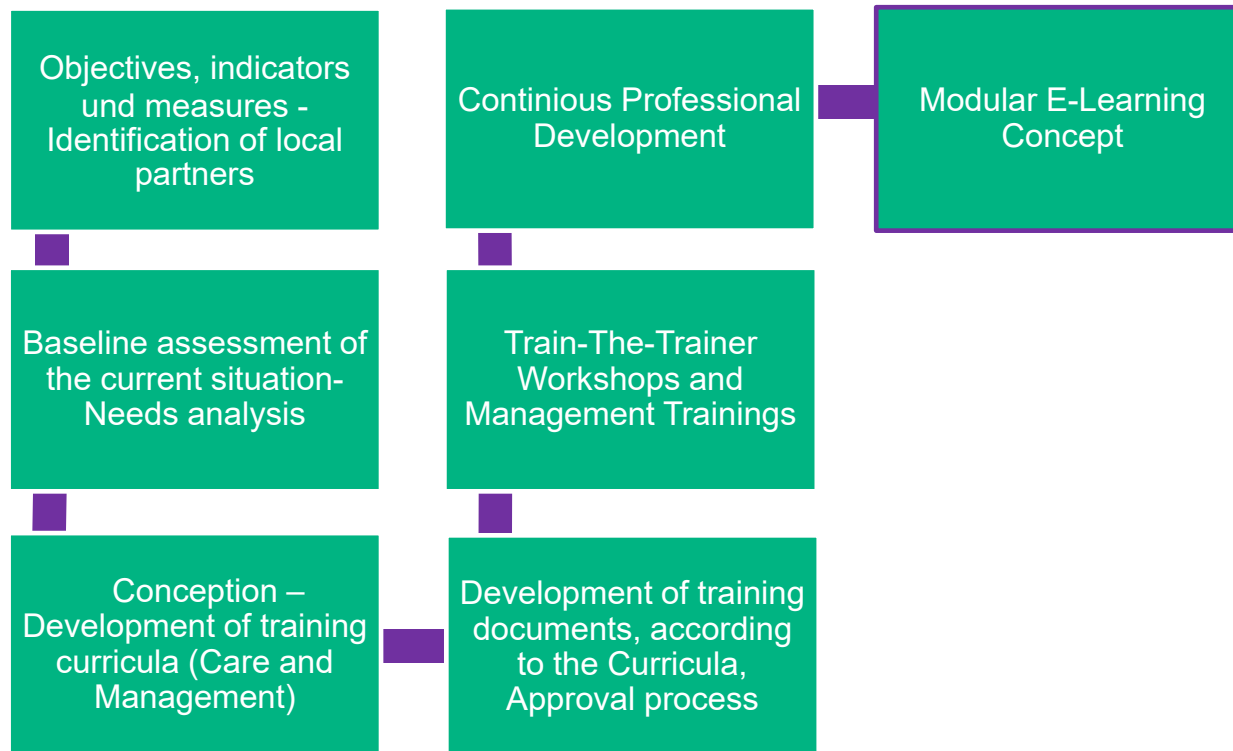 Objectives, indicators
und measures -
Identification of local
partners
Baseline assessment of
the current situation-
Needs analysis
Conception –
Development of training
curricula (Care and
Management)
Development of training
documents, according
to the Curricula,
Approval process
Train-The-Trainer
Workshops and
Management Trainings
Continious Professional
Development
Modular E-Learning
Concept